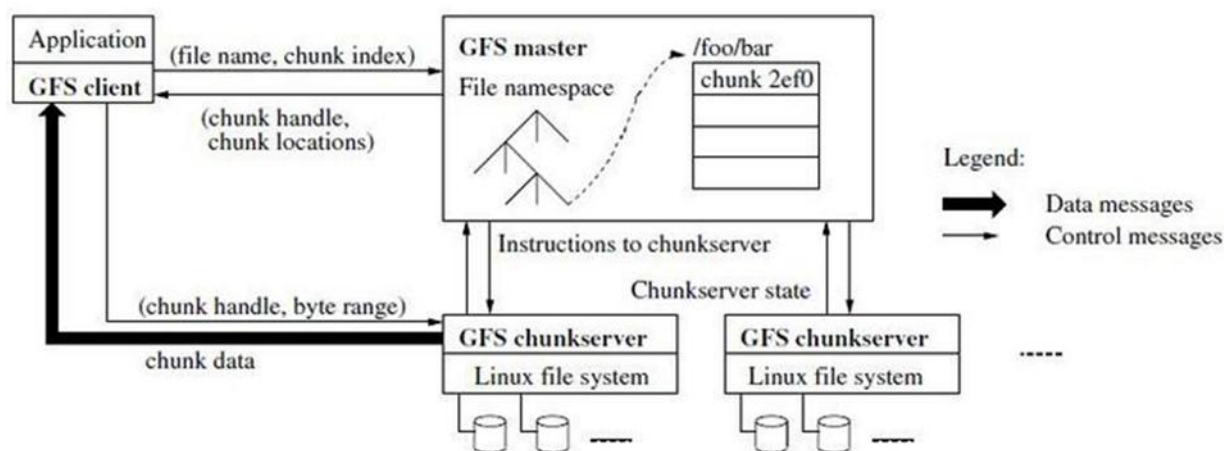 Application
GFS client
(file name, chunk index)
(chunk handle,
chunk locations)
GFS master
File namespace
/foo/bar
chunk 2ef0
Legend:
Data messages
Control messages
Instructions to chunkserver
Chunkserver state
(chunk handle, byte range)
chunk data
GFS chunkserver
Linux file system
GFS chunkserver
Linux file system